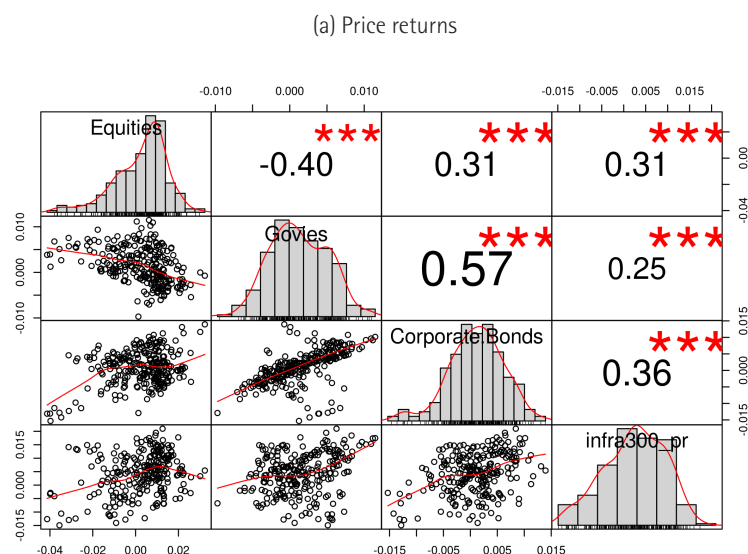 (a) Price returns
-0.010 0.000 0.010 -0.015 -0.005 0.005 0.015
Equities *** -0.40 *** 0.31 *** 0.31 0.00 -0.04
0.010 0.000 -0.010 Govies *** 0.57 *** 0.25
Corporate.Bonds *** 0.36 0.015 0.000 -0.015
0.015 0.000 -0.015 infra300_pr
-0.04 -0.02 0.00 0.02 -0.015 -0.005 0.005 0.015